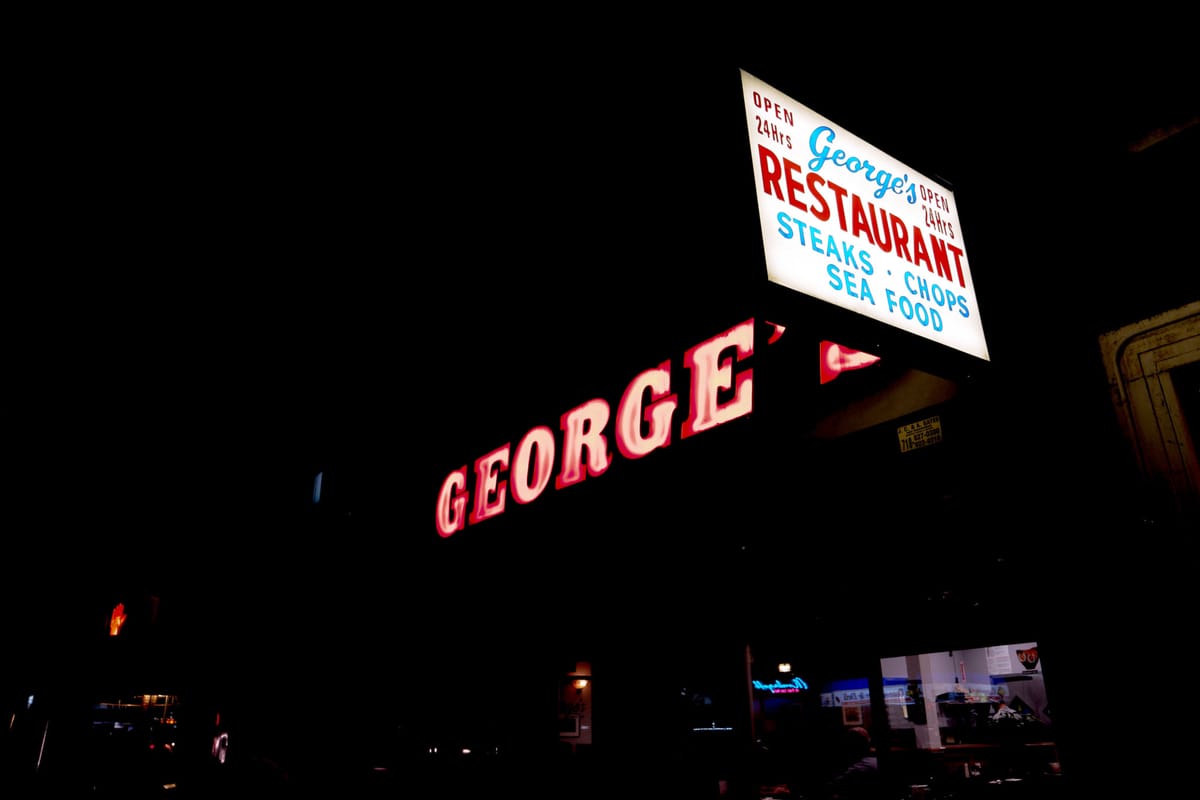 OPEN
24Hrs
George's
OPEN
24Hrs
RESTAURANT
STEAKS · CHOPS
SEA FOOD
GEORGE'